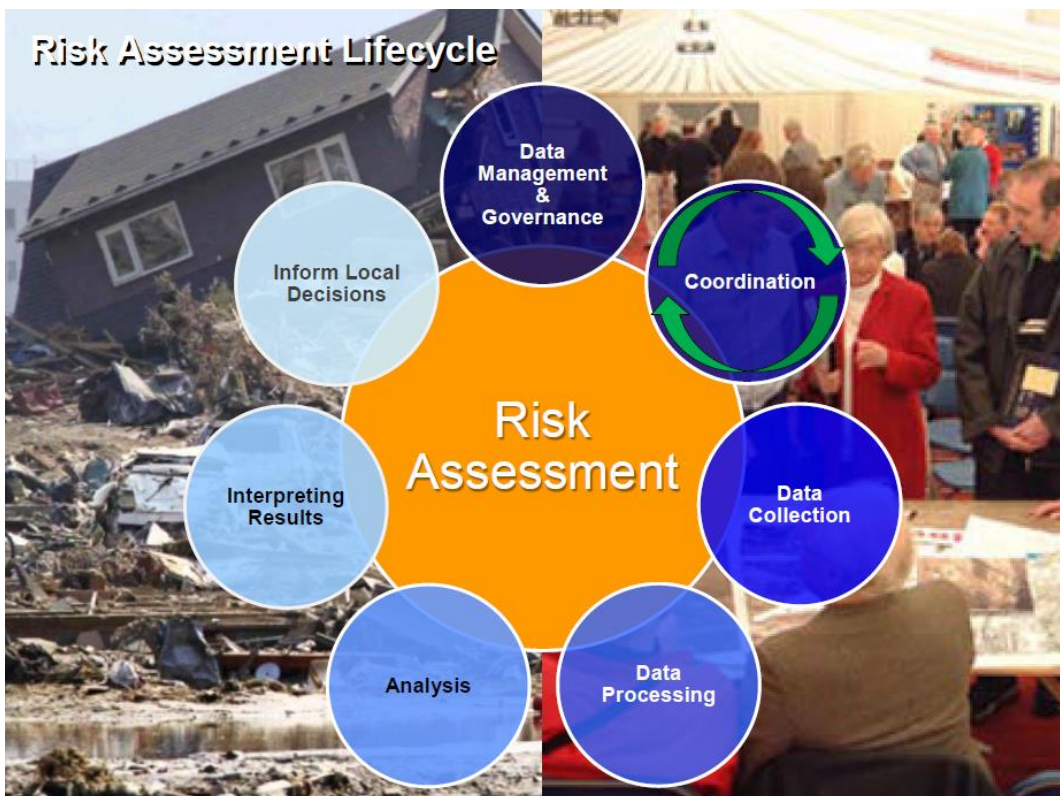 Risk Assessment Lifecycle
Data
Management
&
Governance
Coordination
Data
Collection
Data
Processing
Analysis
Interpreting
Results
Inform Local
Decisions
Risk
Assessment